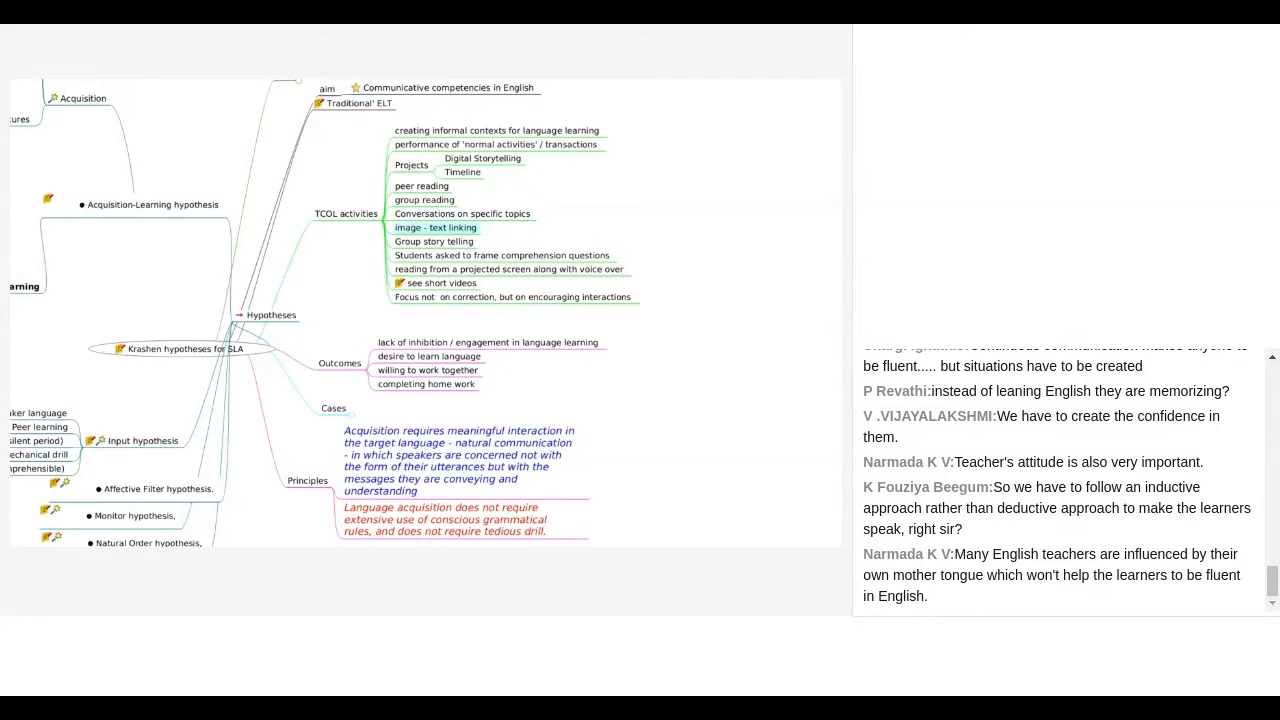 aim
Communicative competencies in English
Traditional' ELT
Acquisition
tures
Acquisition-Learning hypothesis
arning
Hypotheses
Krashen hypotheses for SLA
TCOL activities
creating informal contexts for language learning
performance of 'normal activities' / transactions
Projects
Digital Storytelling
Timeline
peer reading
group reading
Conversations on specific topics
image - text linking
Group story telling
Students asked to frame comprehension questions
reading from a projected screen along with voice over
see short videos
Focus not on correction, but on encouraging interactions
Outcomes
lack of inhibition / engagement in language learning
desire to learn language
willing to work together
completing home work
Cases
aker language
Peer learning
silent period)
echanical drill
mprehensible)
Input hypothesis
Affective Filter hypothesis.
Monitor hypothesis,
Natural Order hypothesis,
Principles
Acquisition requires meaningful interaction in
the target language - natural communication
- in which speakers are concerned not with
the form of their utterances but with the
messages they are conveying and
understanding
Language acquisition does not require
extensive use of conscious grammatical
rules, and does not require tedious drill.
be fluent..... but situations have to be created
P Revathi:instead of leaning English they are memorizing?
V .VIJAYALAKSHMI:We have to create the confidence in
them.
Narmada K V:Teacher's attitude is also very important.
K Fouziya Beegum:So we have to follow an inductive
approach rather than deductive approach to make the learners
speak, right sir?
Narmada K V:Many English teachers are influenced by their
own mother tongue which won't help the learners to be fluent
in English.